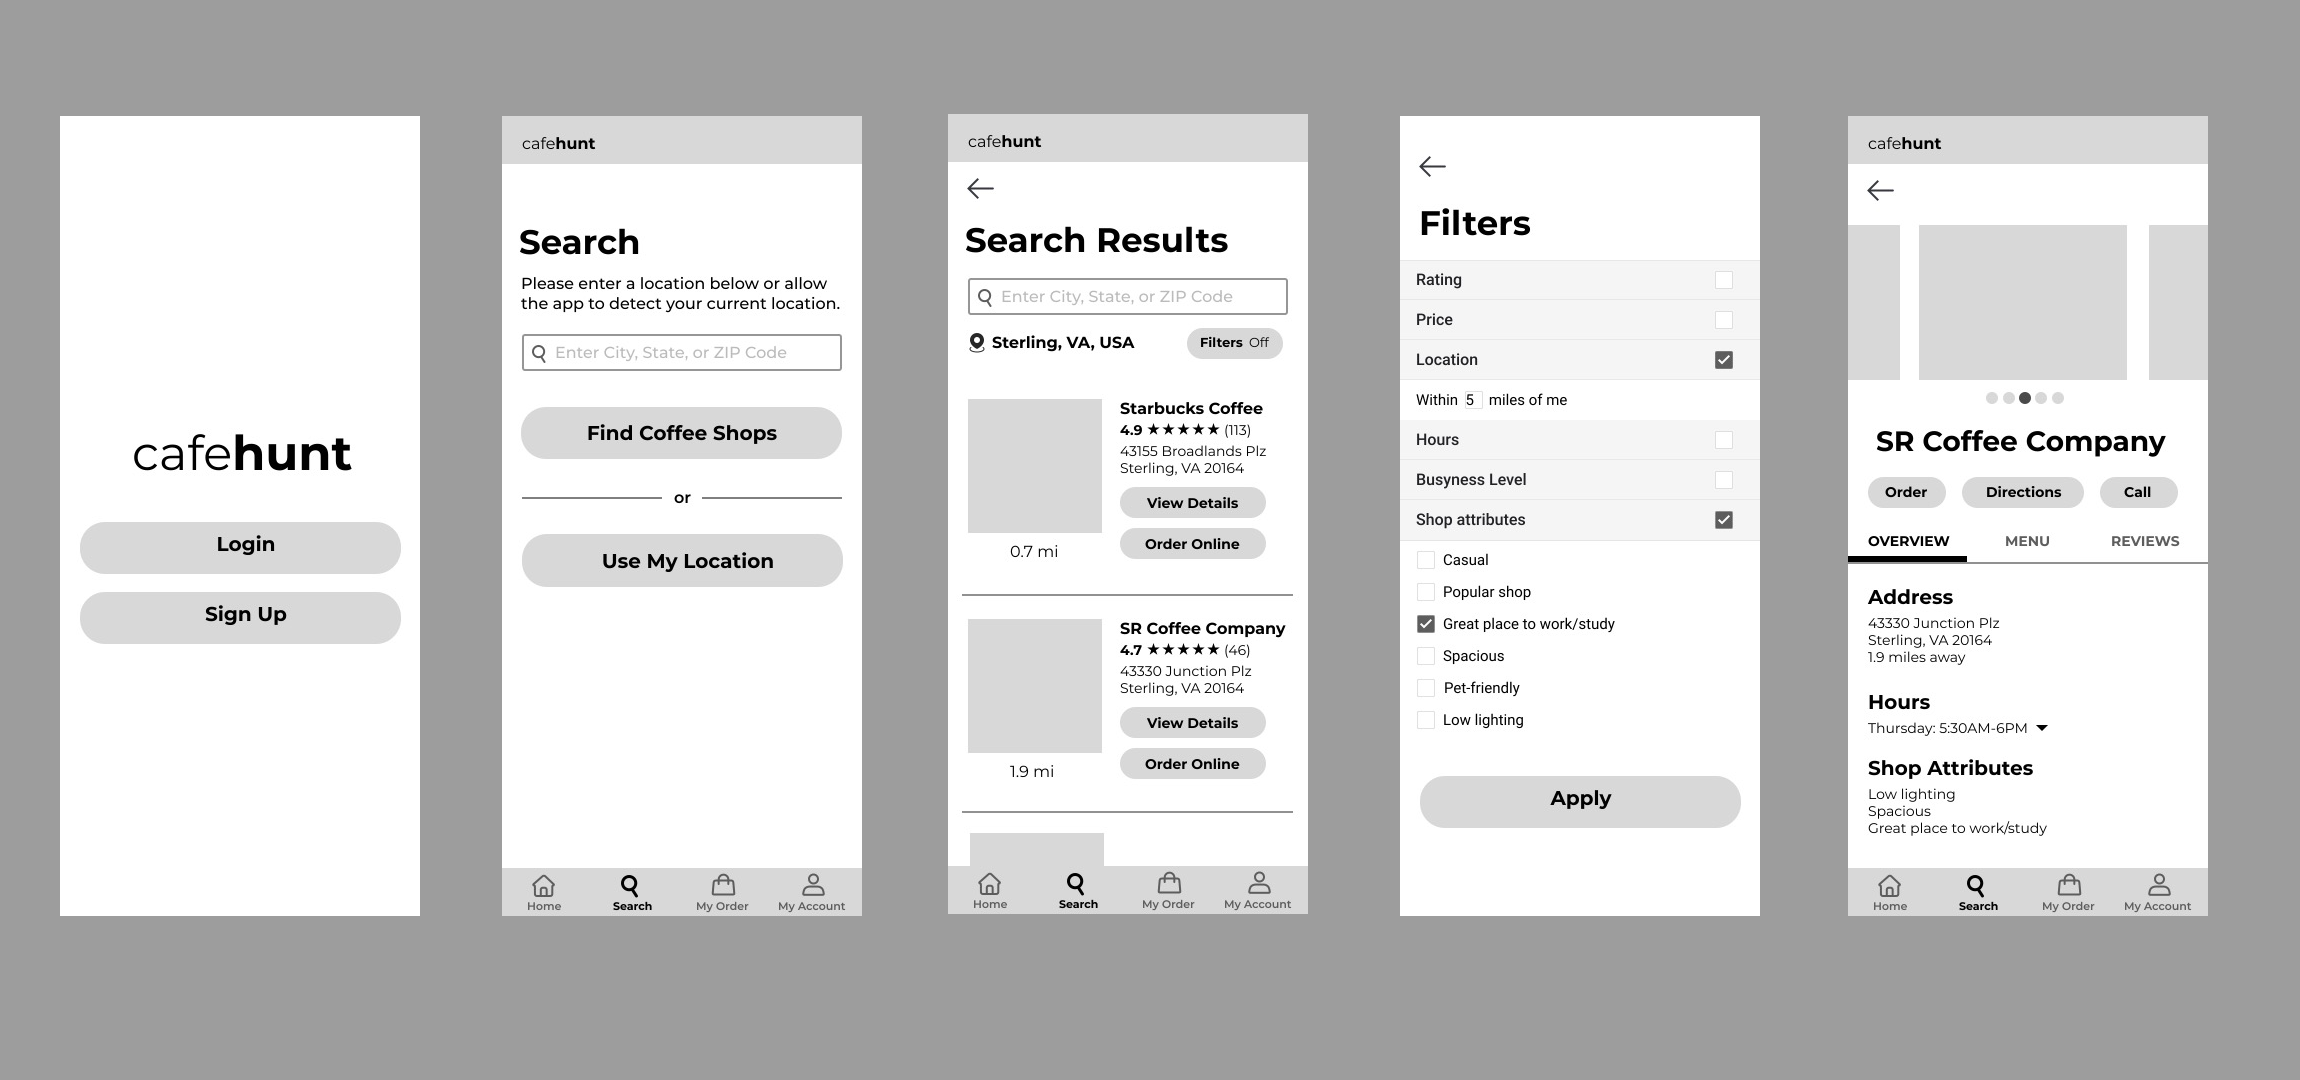 cafehunt
Login
Sign Up
cafehunt
Search
Please enter a location below or allow
the app to detect your current location.
Enter City, State, or ZIP Code
Find Coffee Shops
or
Use My Location
Home Search My Order My Account
cafehunt
Search Results
Enter City, State, or ZIP Code
Sterling, VA, USA Filters Off
Starbucks Coffee
4.9 ★★★★★ (113)
43155 Broadlands Plz
Sterling, VA 20164
View Details
Order Online
0.7 mi
SR Coffee Company
4.7 ★★★★★ (46)
43330 Junction Plz
Sterling, VA 20164
View Details
Order Online
1.9 mi
Home Search My Order My Account
Filters
Rating
Price
Location
Within 5 miles of me
Hours
Busyness Level
Shop attributes
Casual
Popular shop
Great place to work/study
Spacious
Pet-friendly
Low lighting
Apply
cafehunt
SR Coffee Company
Order Directions Call
OVERVIEW MENU REVIEWS
Address
43330 Junction Plz
Sterling, VA 20164
1.9 miles away
Hours
Thursday: 5:30AM-6PM
Shop Attributes
Low lighting
Spacious
Great place to work/study
Home Search My Order My Account